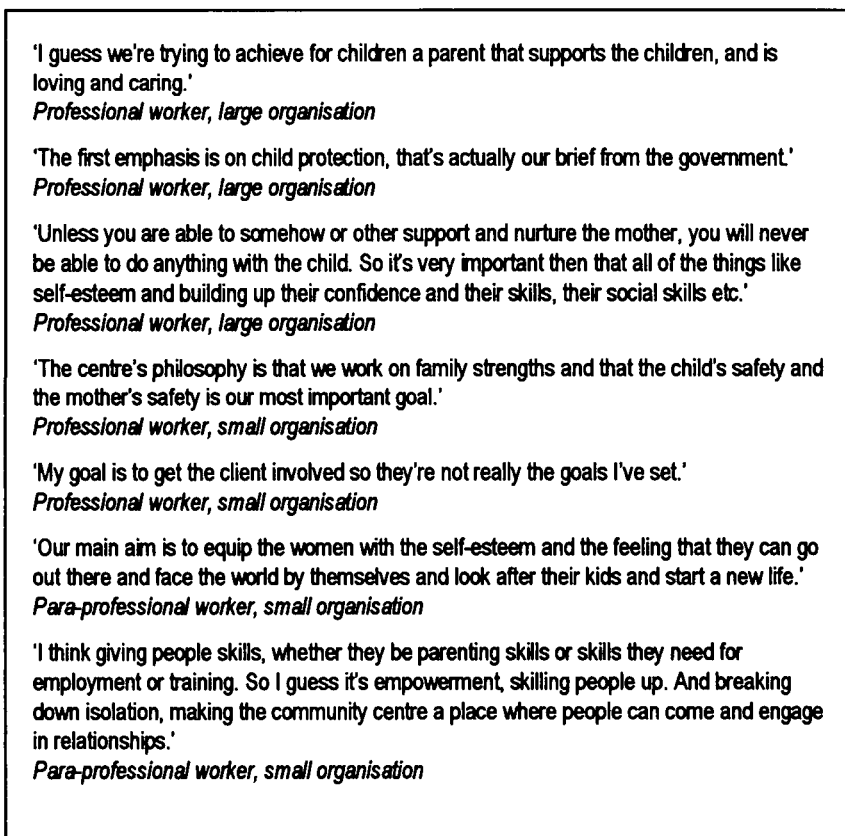 'I guess we're trying to achieve for children a parent that supports the children, and is
loving and caring.'
Professional worker, large organisation
'The first emphasis is on child protection, that's actually our brief from the government.'
Professional worker, large organisation
'Unless you are able to somehow or other support and nurture the mother, you will never
be able to do anything with the child. So it's very important then that all of the things like
self-esteem and building up their confidence and their skills, their social skills etc.'
Professional worker, large organisation
'The centre's philosophy is that we work on family strengths and that the child's safety and
the mother's safety is our most important goal.'
Professional worker, small organisation
'My goal is to get the client involved so they're not really the goals I've set.'
Professional worker, small organisation
'Our main aim is to equip the women with the self-esteem and the feeling that they can go
out there and face the world by themselves and look after their kids and start a new life.'
Para-professional worker, small organisation
'I think giving people skills, whether they be parenting skills or skills they need for
employment or training. So I guess it's empowerment, skilling people up. And breaking
down isolation, making the community centre a place where people can come and engage
in relationships.'
Para-professional worker, small organisation